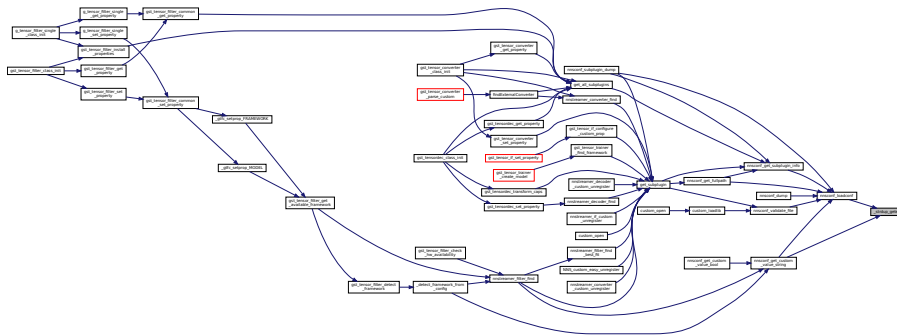 g_tensor_filter_single
_class_init
gst_tensor_filter_class_init
g_tensor_filter_single
_get_property
g_tensor_filter_single
_set_property
gst_tensor_filter_install
_properties
gst_tensor_filter_get
_property
gst_tensor_filter_set
_property
gst_tensor_filter_common
_get_property
gst_tensor_filter_common
_set_property
_gtfc_setprop_FRAMEWORK
_gtfc_setprop_MODEL
gst_tensor_filter_get
_available_framework
gst_tensor_filter_detect
_framework
gst_tensor_filter_check
_hw_availability
_detect_framework_from
_config
gst_tensor_converter
_class_init
gst_tensor_converter
_parse_custom
gst_tensordec_class_init
gst_tensor_converter
_get_property
findExternalConverter
gst_tensordec_get_property
gst_tensor_converter
_set_property
gst_tensor_if_set_property
gst_tensor_trainer
_create_model
gst_tensordec_transform_caps
gst_tensordec_set_property
nnstreamer_filter_find
nnsconf_subplugin_dump
get_all_subplugins
nnstreamer_converter_find
gst_tensor_if_configure
_custom_prop
gst_tensor_trainer
_find_framework
nnstreamer_decoder
_custom_unregister
nnstreamer_decoder_find
nnstreamer_if_custom
_unregister
custom_open
nnstreamer_filter_find
_best_fit
NNS_custom_easy_unregister
nnstreamer_converter
_custom_unregister
get_subplugin
custom_open
nnsconf_get_fullpath
custom_loadlib
nnsconf_get_custom
_value_bool
nnsconf_get_subplugin_info
nnsconf_dump
nnsconf_validate_file
nnsconf_get_custom
_value_string
nnsconf_loadconf